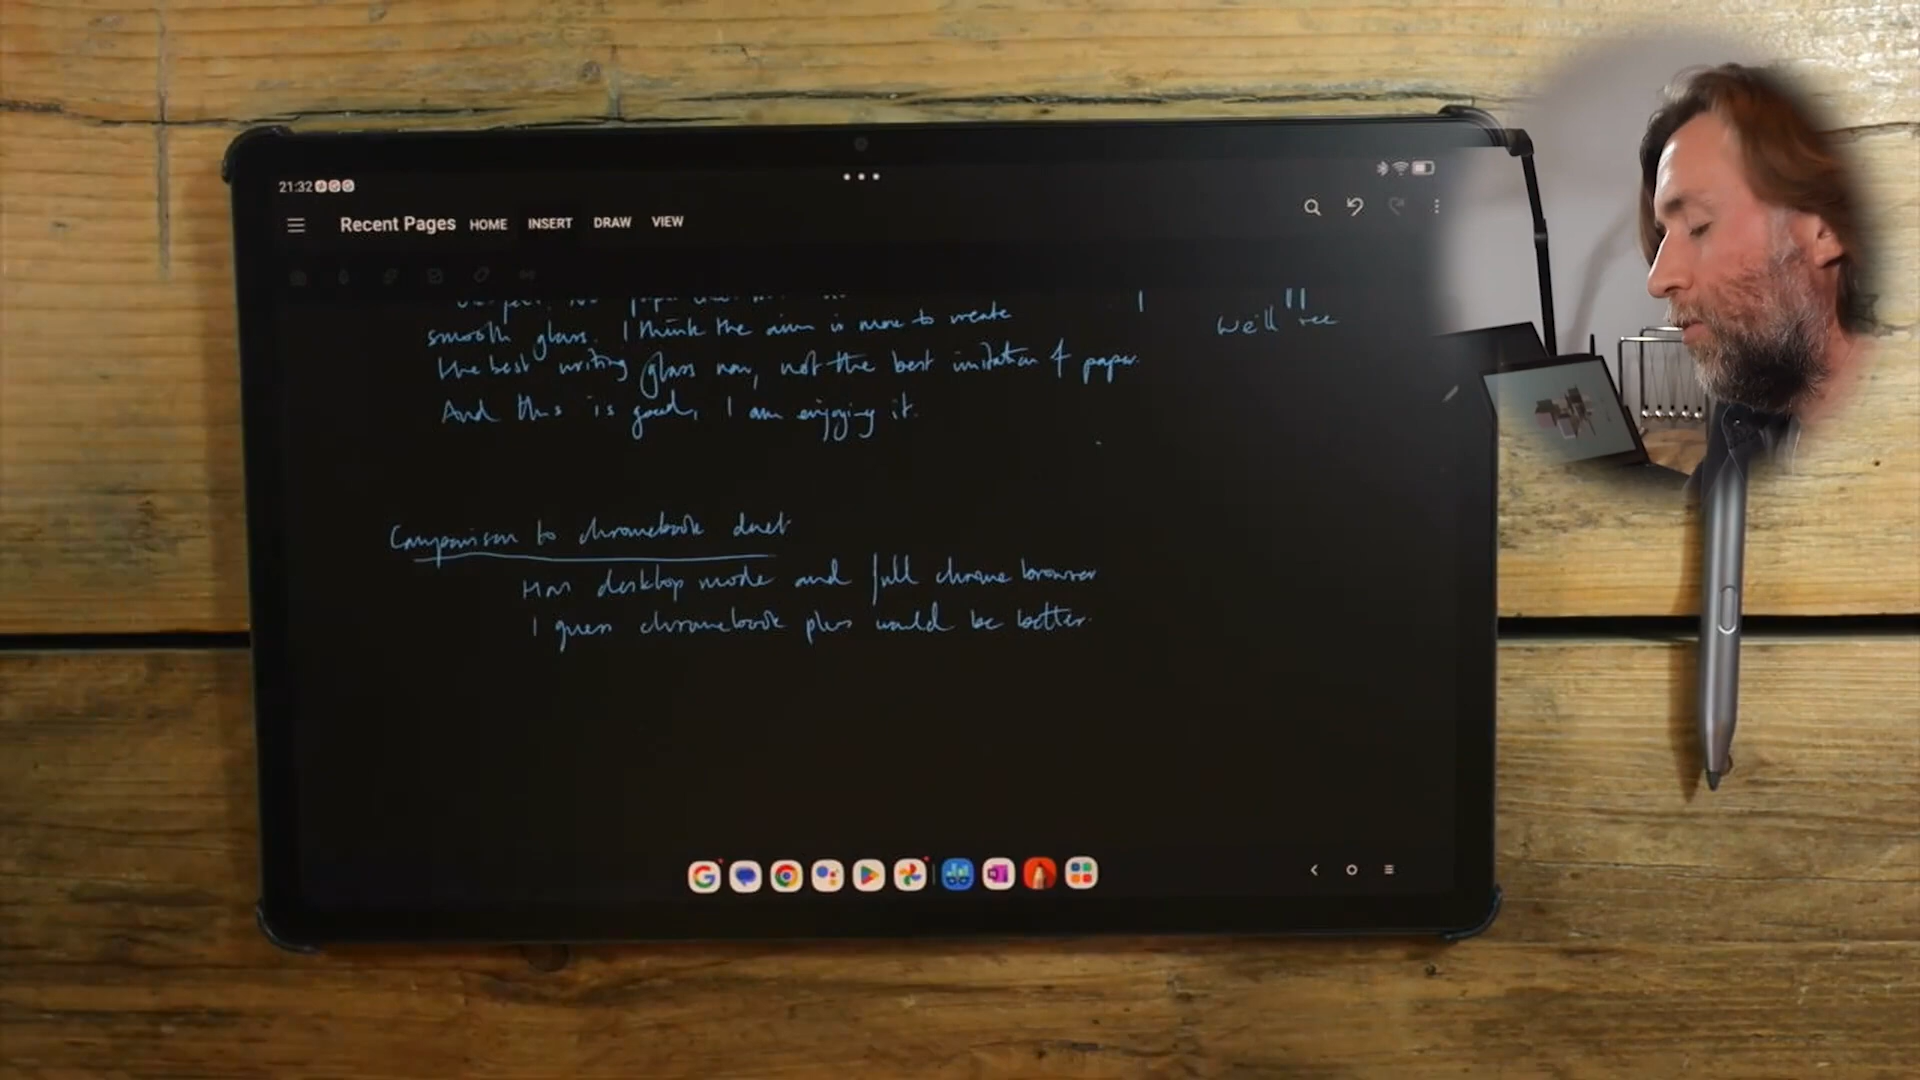 21:32
Recent Pages HOME INSERT DRAW VIEW
smooth glass. I think the aim is more to create
the best writing glass now, not the best imitation of paper.
And this is good, I am enjoying it.
we'll see
Comparison to chromebook duet
Has desktop mode and full chrome browser
I guess chromebook plus would be better.